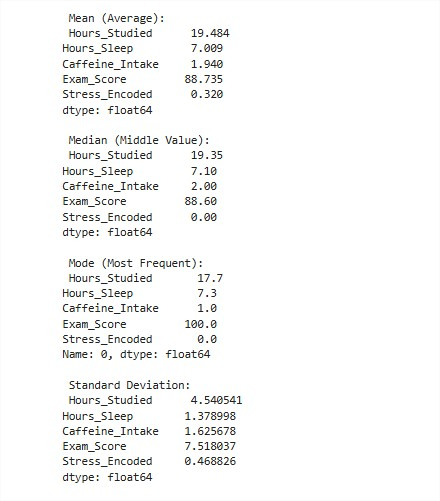 Mean (Average):
Hours_Studied 19.484
Hours_Sleep 7.009
Caffeine_Intake 1.940
Exam_Score 88.735
Stress_Encoded 0.320
dtype: float64
Median (Middle Value):
Hours_Studied 19.35
Hours_Sleep 7.10
Caffeine_Intake 2.00
Exam_Score 88.60
Stress_Encoded 0.00
dtype: float64
Mode (Most Frequent):
Hours_Studied 17.7
Hours_Sleep 7.3
Caffeine_Intake 1.0
Exam_Score 100.0
Stress_Encoded 0.0
Name: 0, dtype: float64
Standard Deviation:
Hours_Studied 4.540541
Hours_Sleep 1.378998
Caffeine_Intake 1.625678
Exam_Score 7.518037
Stress_Encoded 0.468826
dtype: float64